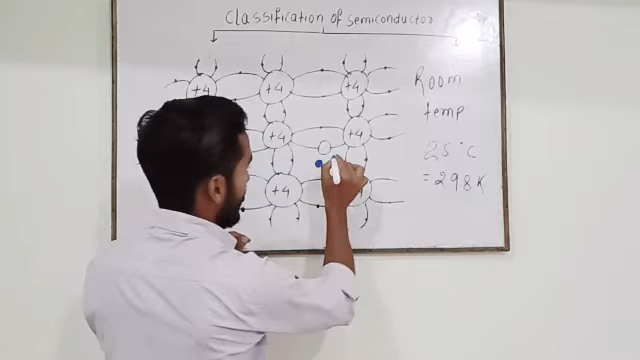 Classification of semiconductor
+4 +4 +4
Room
temp
+4 +4
25°C
= 298 K
+4